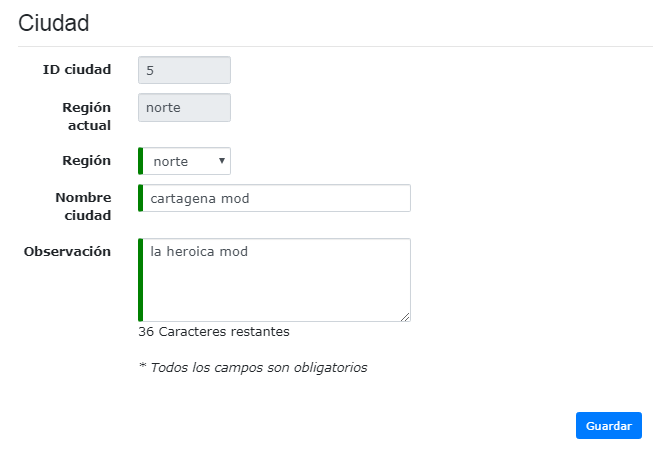 Ciudad
ID ciudad 5
Región actual norte
Región norte
Nombre ciudad cartagena mod
Observación la heroica mod
36 Caracteres restantes
* Todos los campos son obligatorios
Guardar